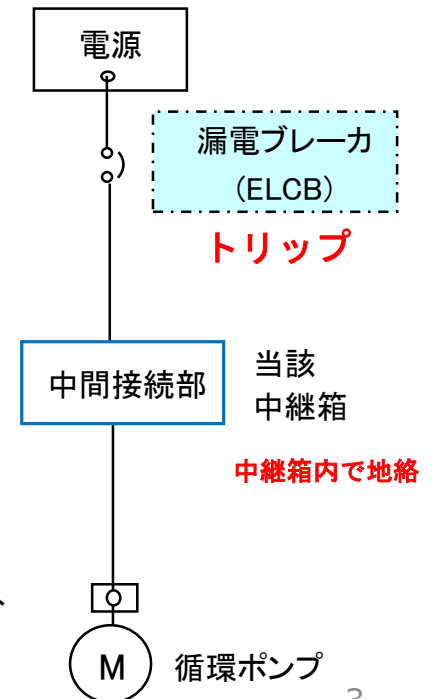 電源
漏電ブレーカ
(ELCB)
トリップ
中間接続部
当該
中継箱
中継箱内で地絡
M
循環ポンプ
3